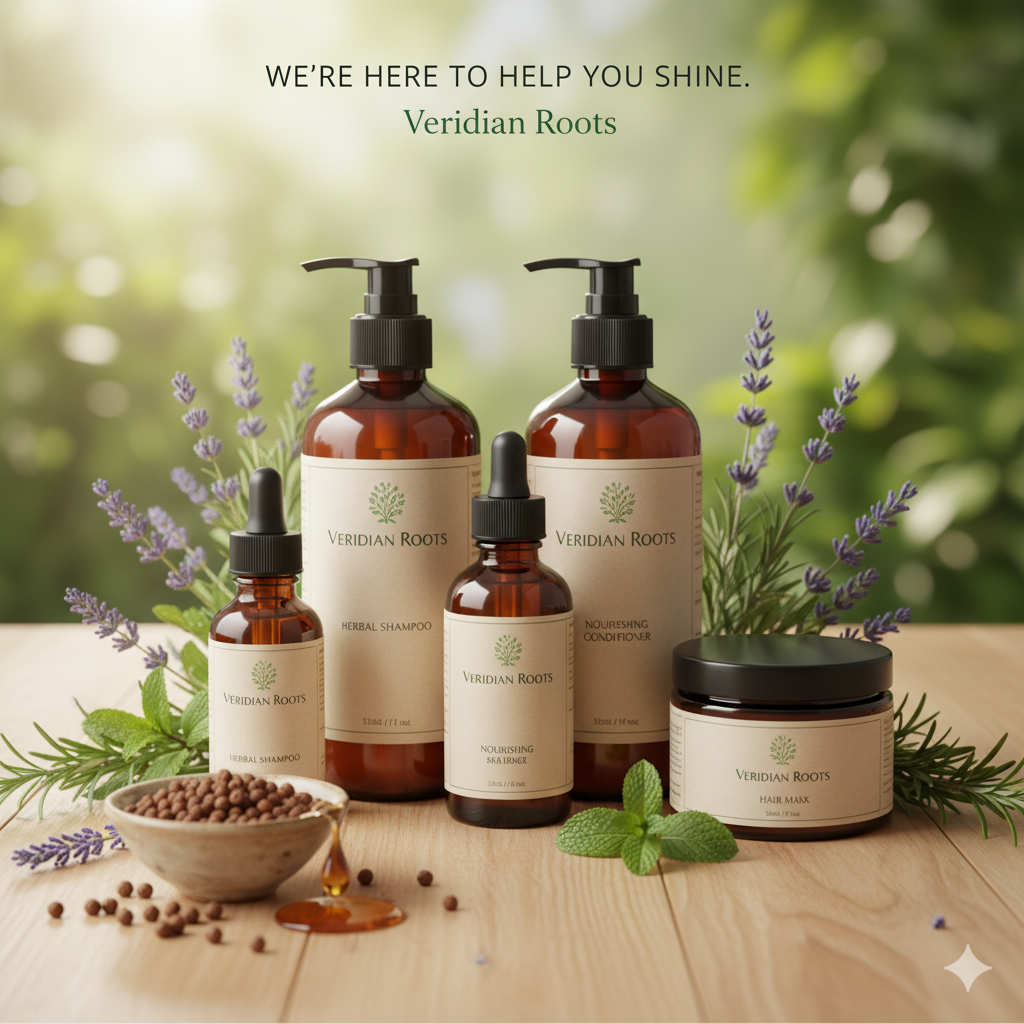 WE'RE HERE TO HELP YOU SHINE.
Veridian Roots
VERIDIAN ROOTS
HERBAL SHAMPOO
VERIDIAN ROOTS
NOURISHING
CONDITIONER
VERIDIAN ROOTS
HERBAL SHAMPOO
VERIDIAN ROOTS
NOURISHING
VERIDIAN ROOTS
HAIR MASK